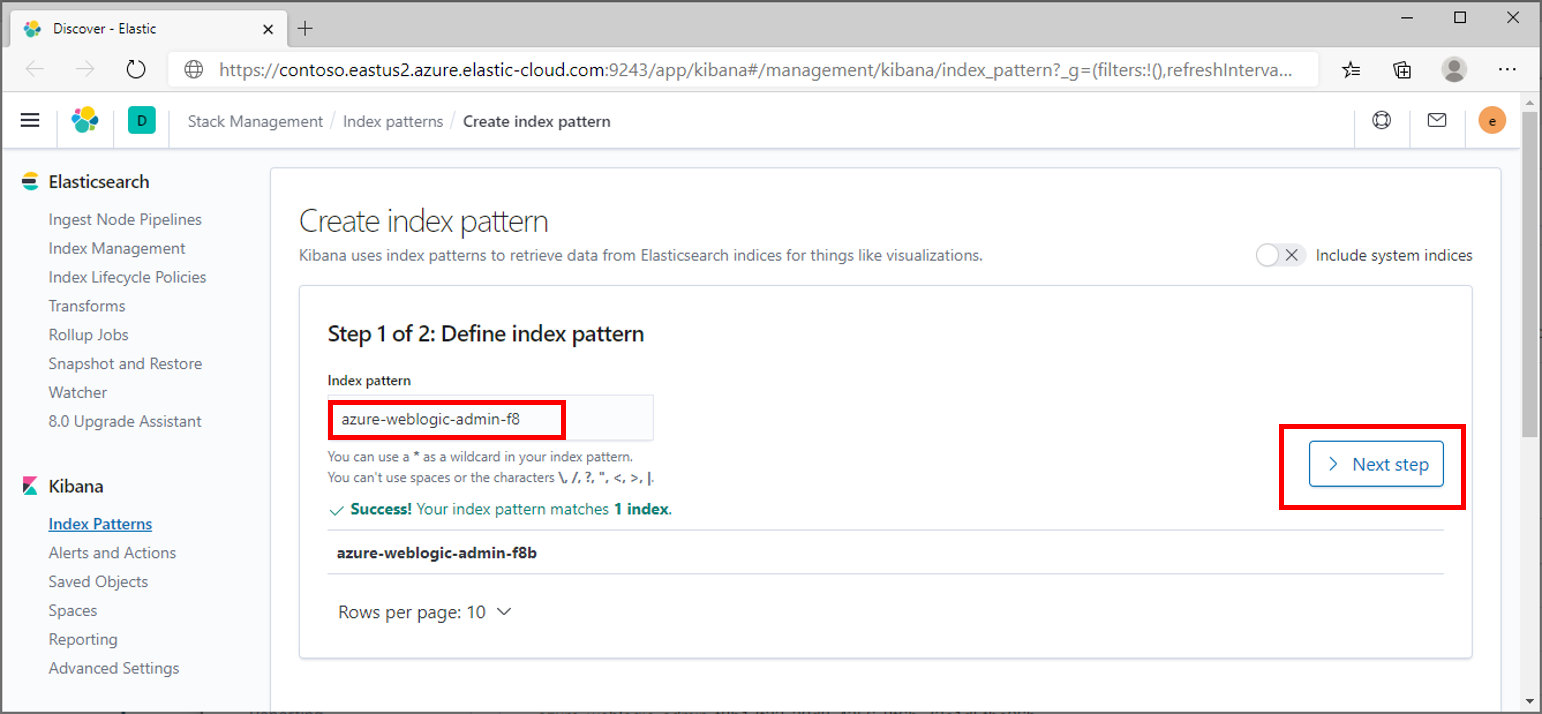 Discover - Elastic
https://contoso.eastus2.azure.elastic-cloud.com:9243/app/kibana#/management/kibana/index_pattern?_g=(filters:!(),refreshInterva...
D
Stack Management / Index patterns / Create index pattern
e
Elasticsearch
Ingest Node Pipelines
Index Management
Index Lifecycle Policies
Transforms
Rollup Jobs
Snapshot and Restore
Watcher
8.0 Upgrade Assistant
Kibana
Index Patterns
Alerts and Actions
Saved Objects
Spaces
Reporting
Advanced Settings
Create index pattern
Kibana uses index patterns to retrieve data from Elasticsearch indices for things like visualizations.
Include system indices
Step 1 of 2: Define index pattern
Index pattern
azure-weblogic-admin-f8
You can use a * as a wildcard in your index pattern.
You can't use spaces or the characters \, /, ?, ", <, >, |.
Success! Your index pattern matches 1 index.
Next step
azure-weblogic-admin-f8b
Rows per page: 10